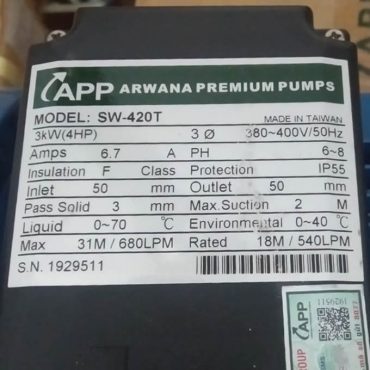 APP ARWANA PREMIUM PUMPS
MODEL: SW-420T MADE IN TAIWAN
3kW(4HP) 3 Ø 380~400V/50Hz
Amps 6.7 A PH 6~8
Insulation F Class Protection IP55
Inlet 50 mm Outlet 50 mm
Pass Solid 3 mm Max.Suction 2 M
Liquid 0~70 ℃ Environmental 0~40 ℃
Max 31M / 680LPM Rated 18M / 540LPM
S.N. 1929511
APP
1929511